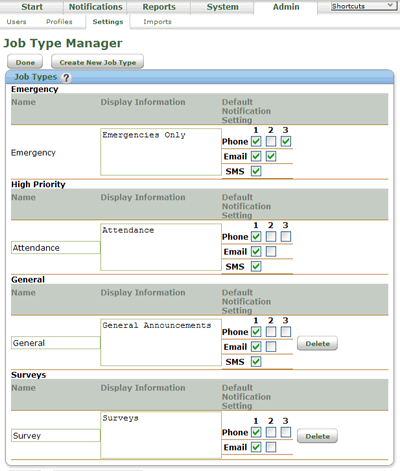 Start Notifications Reports System Admin Shortcuts
Users Profiles Settings Imports
Job Type Manager
Done Create New Job Type
Job Types ?
Emergency
Name Display Information Default
Notification
Setting
1 2 3
Emergency Emergencies Only Phone
Email
SMS
High Priority
Name Display Information Default
Notification
Setting
1 2 3
Attendance Attendance Phone
Email
SMS
General
Name Display Information Default
Notification
Setting
1 2 3
General General Announcements Phone
Email Delete
SMS
Surveys
Name Display Information Default
Notification
Setting
1 2 3
Survey Surveys Phone Delete
Email